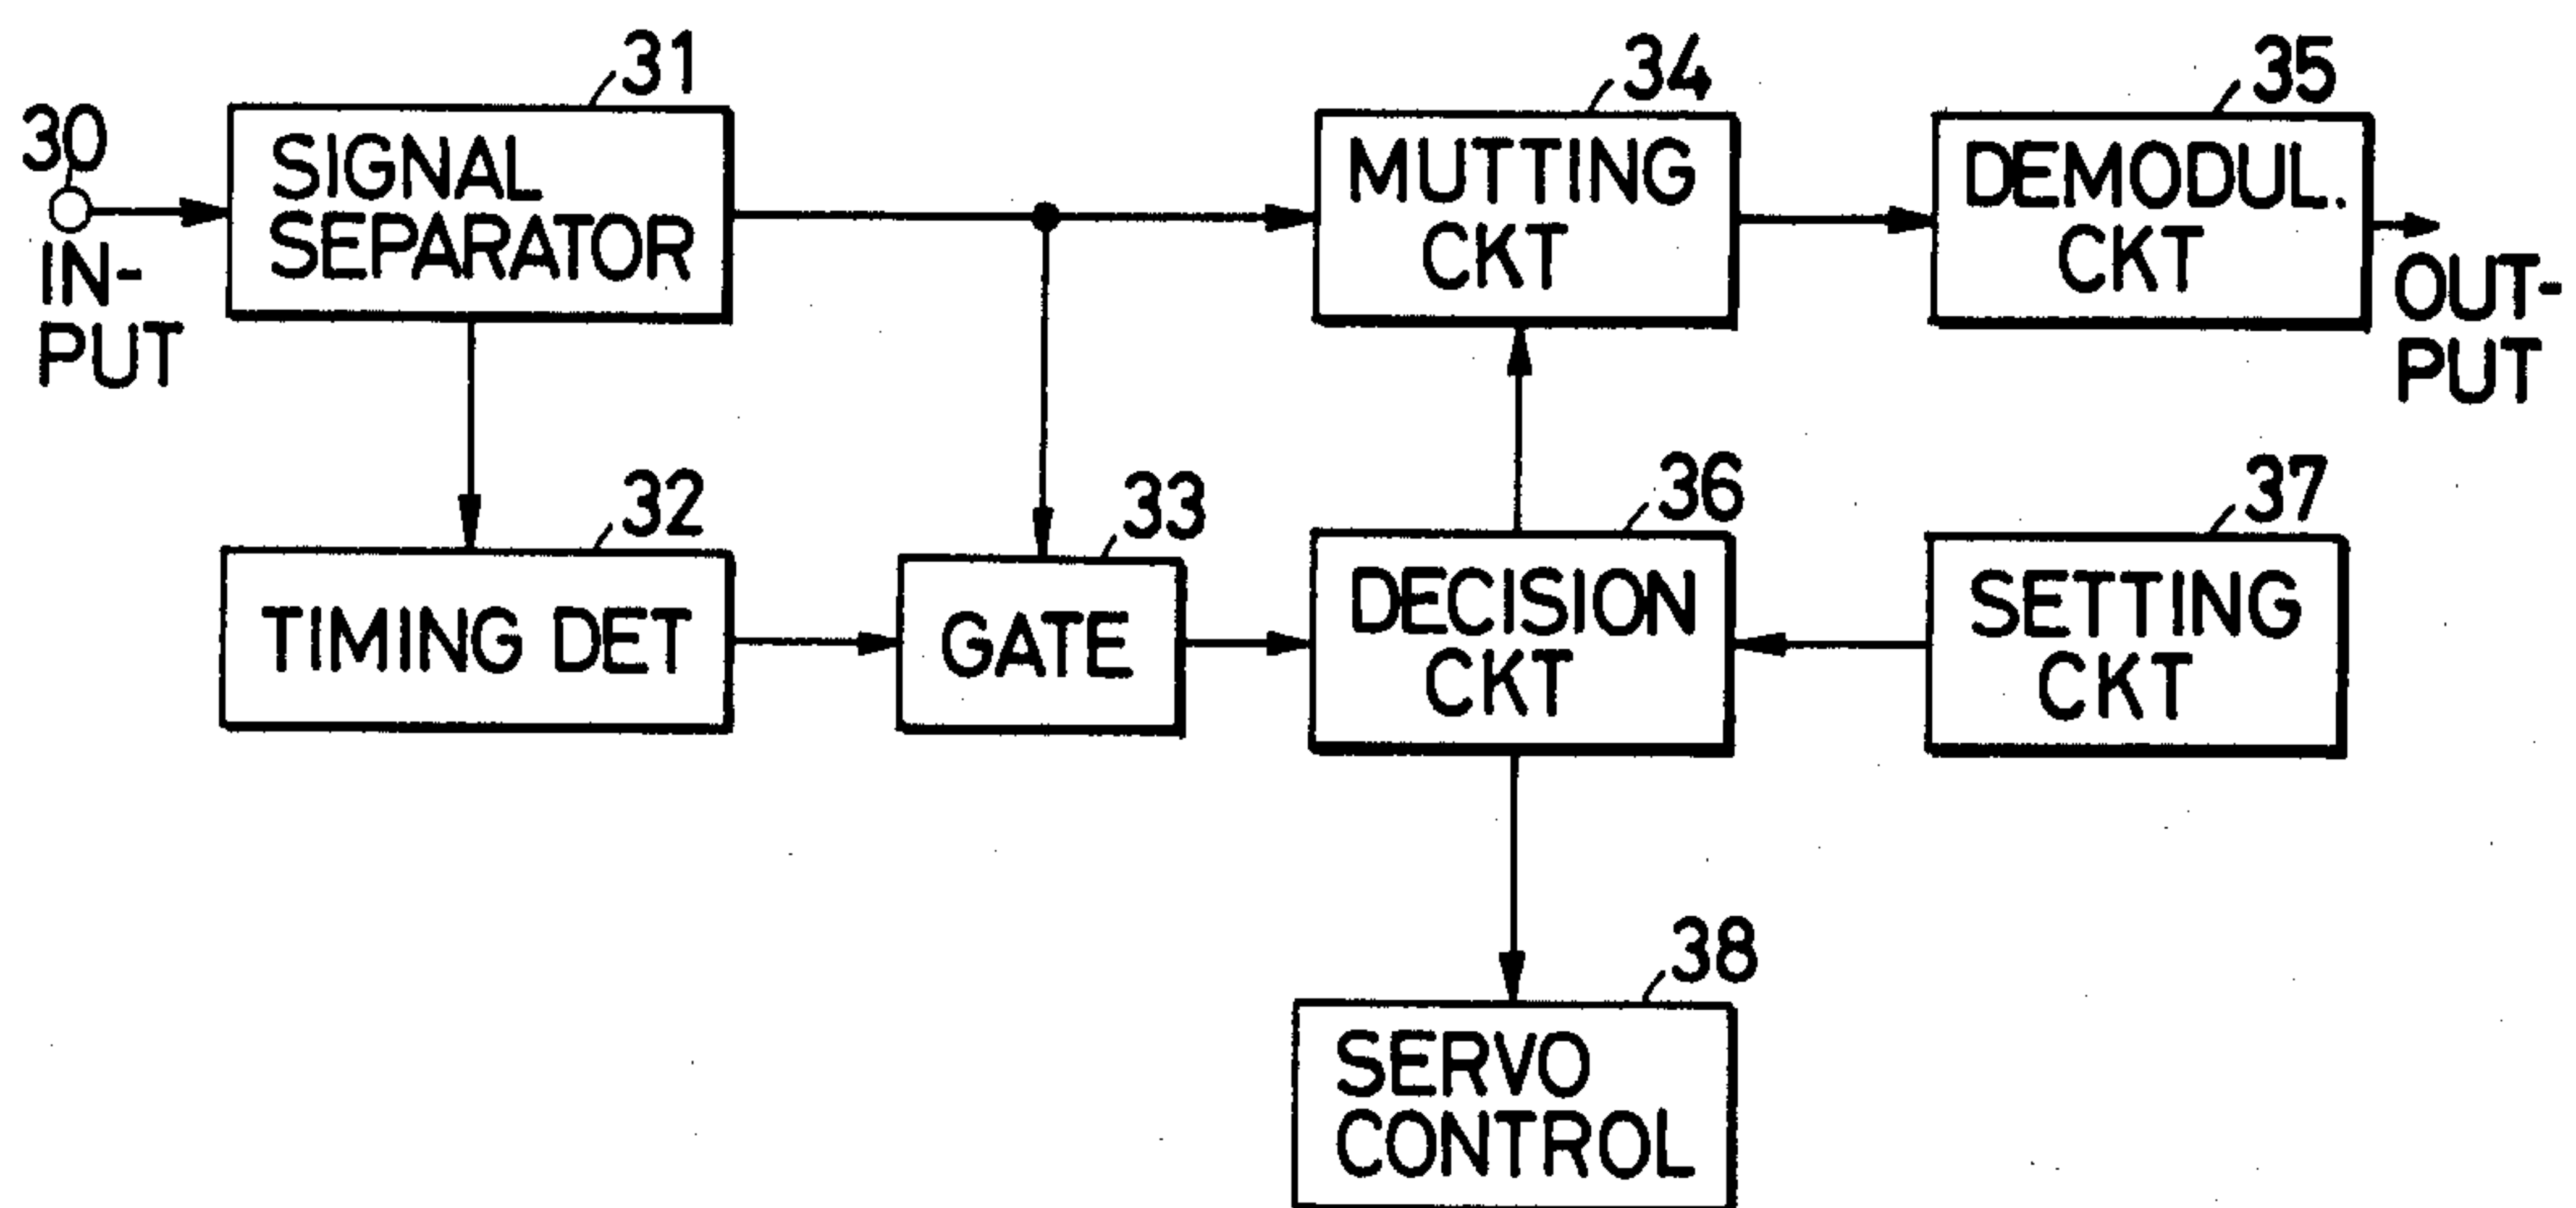 30
IN-
PUT
31
SIGNAL
SEPARATOR
34
MUTTING
CKT
35
DEMODUL.
CKT
OUT-
PUT
32
TIMING DET
33
GATE
36
DECISION
CKT
37
SETTING
CKT
38
SERVO
CONTROL